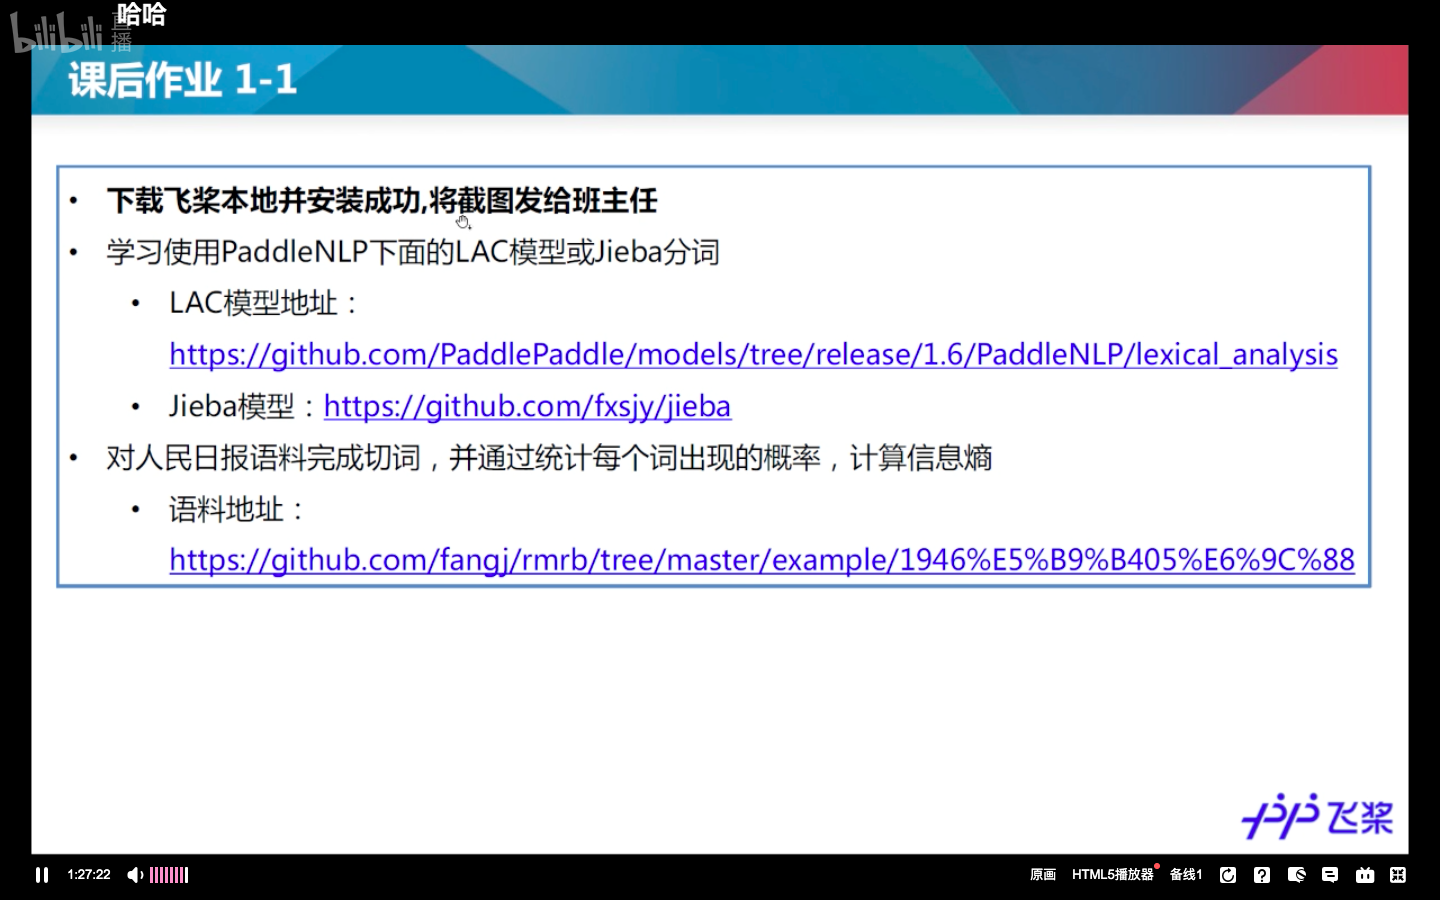 哈哈
bilibili 直播
课后作业 1-1
• 下载飞桨本地并安装成功,将截图发给班主任
• 学习使用PaddleNLP下面的LAC模型或Jieba分词
• LAC模型地址：
https://github.com/PaddlePaddle/models/tree/release/1.6/PaddleNLP/lexical_analysis
• Jieba模型：https://github.com/fxsjy/jieba
• 对人民日报语料完成切词，并通过统计每个词出现的概率，计算信息熵
• 语料地址：
https://github.com/fangj/rmrb/tree/master/example/1946%E5%B9%B405%E6%9C%88
飞桨
1:27:22
原画 HTML5播放器 备线1